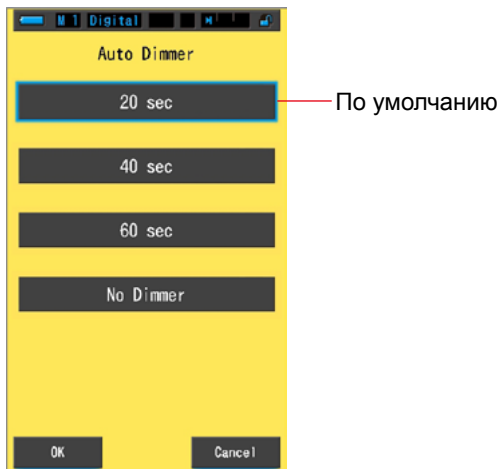 M 1 Digital M
Auto Dimmer
20 sec
По умолчанию
40 sec
60 sec
No Dimmer
OK Cancel